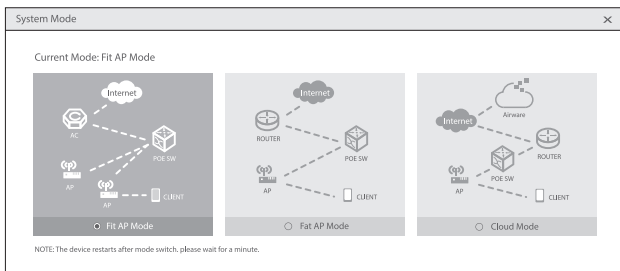 System Mode
Current Mode: Fit AP Mode
Internet
AC
POE SW
AP
AP
CLIENT
Fit AP Mode
Internet
ROUTER
POE SW
AP
CLIENT
Fat AP Mode
Airware
Internet
ROUTER
POE SW
AP
CLIENT
Cloud Mode
NOTE: The device restarts after mode switch. please wait for a minute.